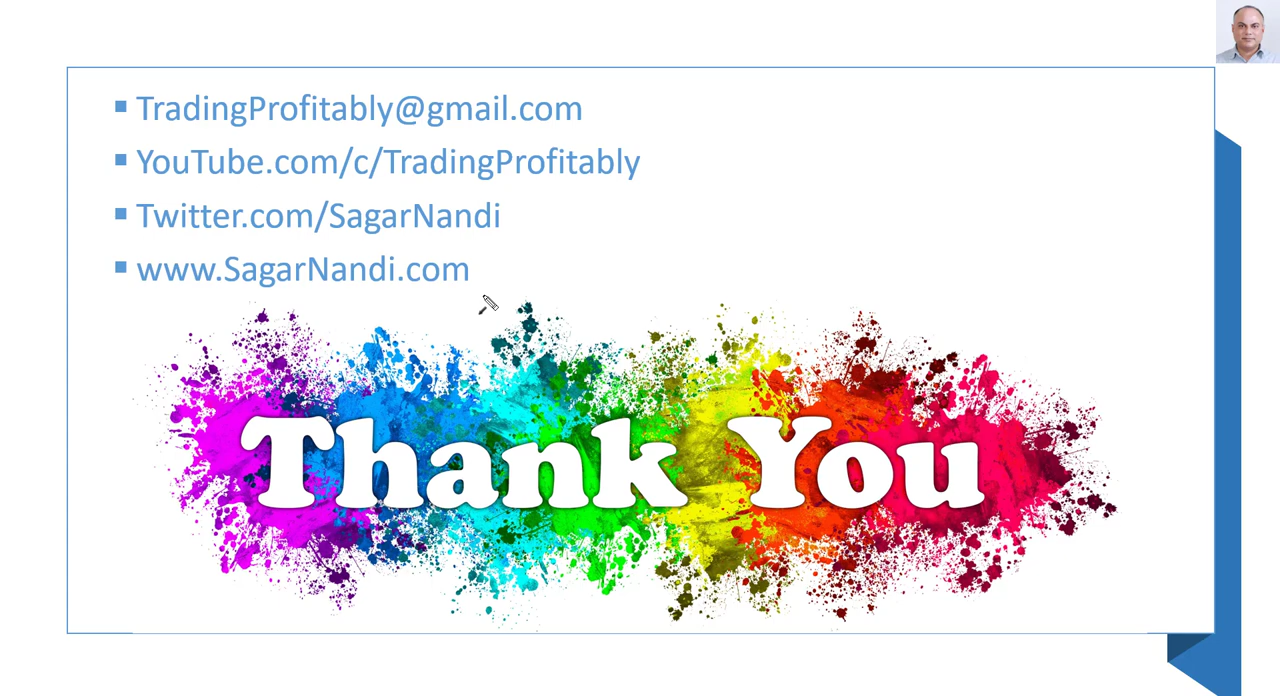 TradingProfitably@gmail.com
YouTube.com/c/TradingProfitably
Twitter.com/SagarNandi
www.SagarNandi.com
Thank You